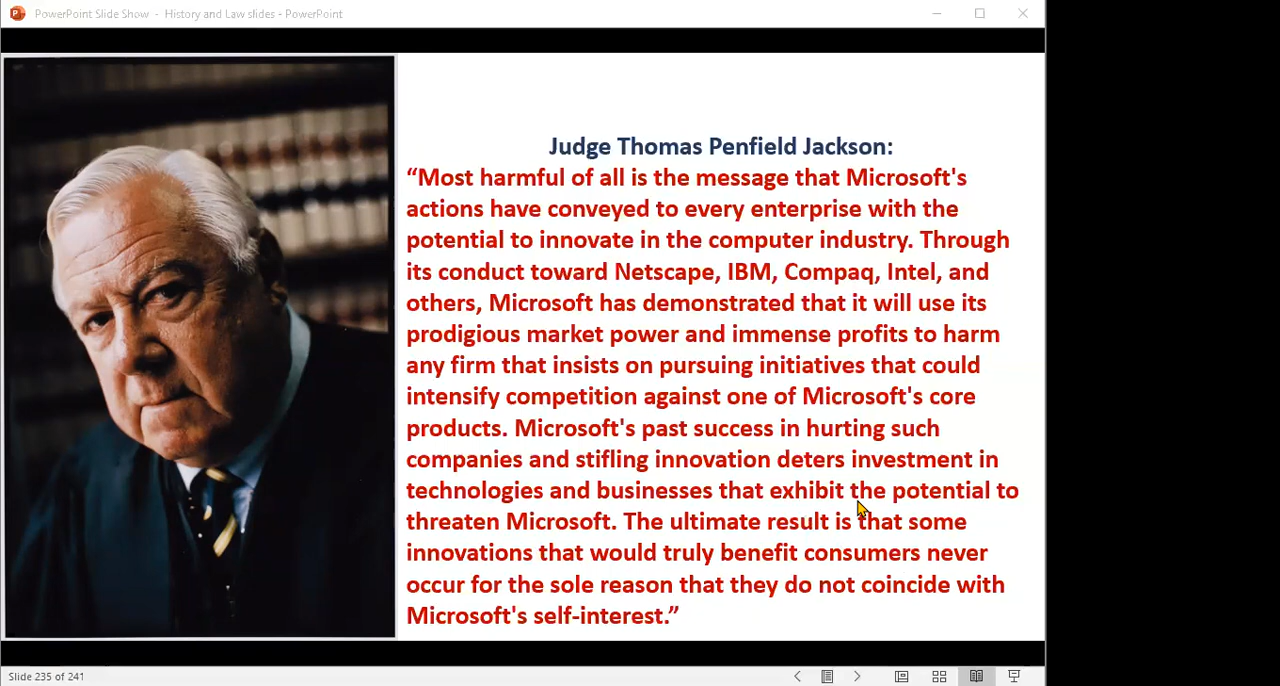 PowerPoint Slide Show - History and Law slides - PowerPoint
Judge Thomas Penfield Jackson:
“Most harmful of all is the message that Microsoft's
actions have conveyed to every enterprise with the
potential to innovate in the computer industry. Through
its conduct toward Netscape, IBM, Compaq, Intel, and
others, Microsoft has demonstrated that it will use its
prodigious market power and immense profits to harm
any firm that insists on pursuing initiatives that could
intensify competition against one of Microsoft's core
products. Microsoft's past success in hurting such
companies and stifling innovation deters investment in
technologies and businesses that exhibit the potential to
threaten Microsoft. The ultimate result is that some
innovations that would truly benefit consumers never
occur for the sole reason that they do not coincide with
Microsoft's self-interest.”
Slide 235 of 241